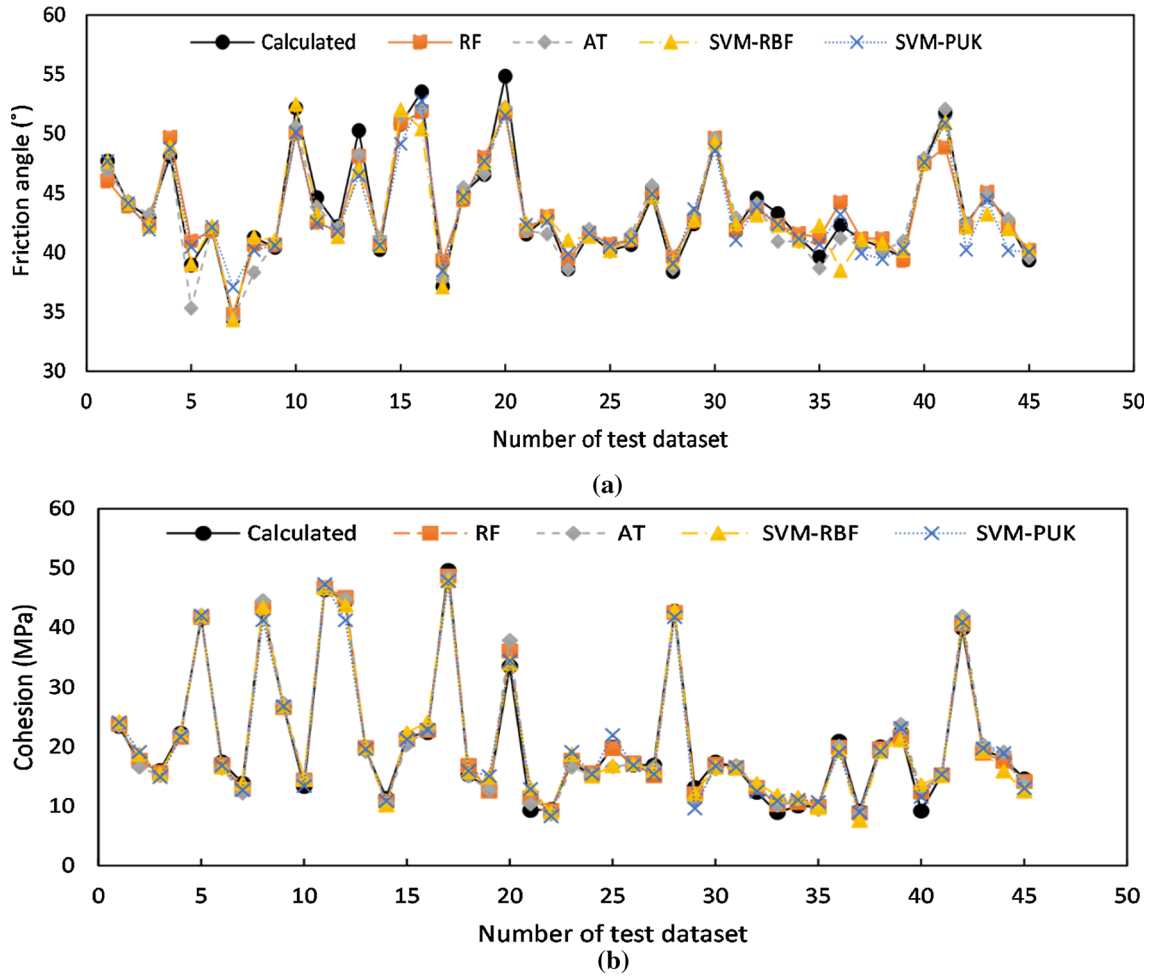 60
Calculated RF AT SVM-RBF SVM-PUK
55
50
45
40
35
30
Friction angle (°)
0 5 10 15 20 25 30 35 40 45 50
Number of test dataset
(a)
60
Calculated RF AT SVM-RBF SVM-PUK
50
40
30
20
10
0
Cohesion (MPa)
0 5 10 15 20 25 30 35 40 45 50
Number of test dataset
(b)